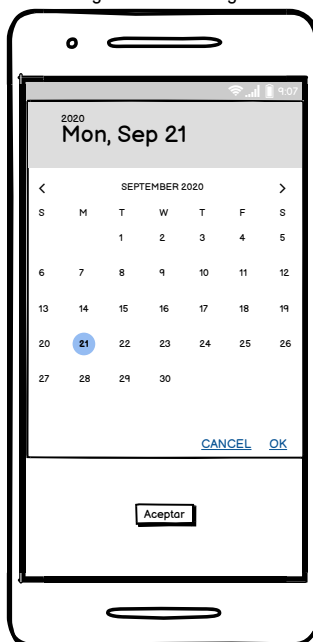 9:07
2020
Mon, Sep 21
< SEPTEMBER 2020 >
S M T W T F S
1 2 3 4 5
6 7 8 9 10 11 12
13 14 15 16 17 18 19
20 21 22 23 24 25 26
27 28 29 30
CANCEL OK
Aceptar